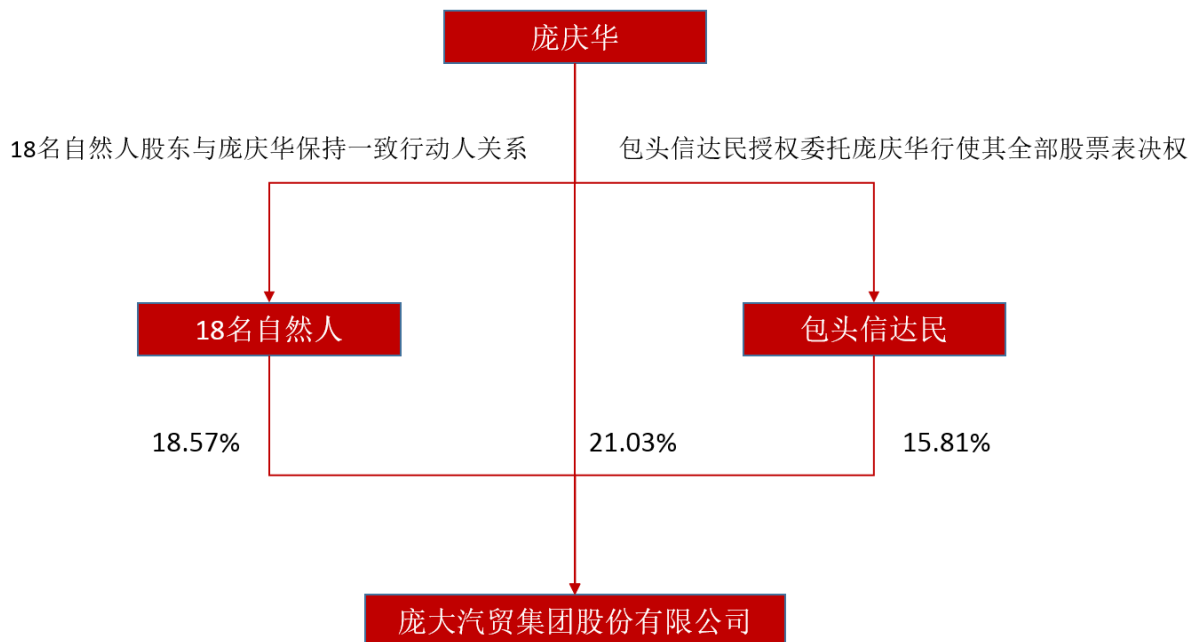 庞庆华
18名自然人股东与庞庆华保持一致行动人关系
包头信达民授权委托庞庆华行使其全部股票表决权
18名自然人
包头信达民
18.57%
21.03%
15.81%
庞大汽贸集团股份有限公司